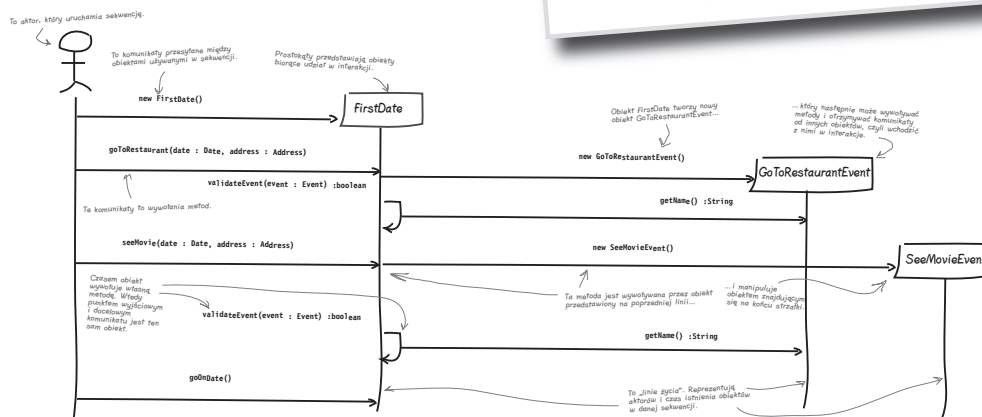 To aktor, który uruchamia sekwencję.
To komunikaty przesyłane między
obiektami używanymi w sekwencji.
Prostokąty przedstawiają obiekty
biorące udział w interakcji.
new FirstDate()
FirstDate
Obiekt FirstDate tworzy nowy
obiekt GoToRestaurantEvent...
...który następnie może wywoływać
metody i otrzymywać komunikaty
od innych obiektów, czyli wchodzić
z nimi w interakcje.
goToRestaurant(date : Date, address : Address)
new GoToRestaurantEvent()
GoToRestaurantEvent
validateEvent(event : Event) :boolean
getName() :String
Te komunikaty to wywołania metod.
seeMovie(date : Date, address : Address)
new SeeMovieEvent()
SeeMovieEven
Czasem obiekt
wywołuje własną
metodę. Wtedy
punktem wyjściowym
i docelowym
komunikatu jest ten
sam obiekt.
Ta metoda jest wywoływana przez obiekt
przedstawiony na poprzedniej linii...
...i manipuluje
obiektem znajdującym
się na końcu strzałki.
validateEvent(event : Event) :boolean
getName() :String
goOnDate()
To „linie życia”. Reprezentują
aktorów i czas istnienia obiektów
w danej sekwencji.